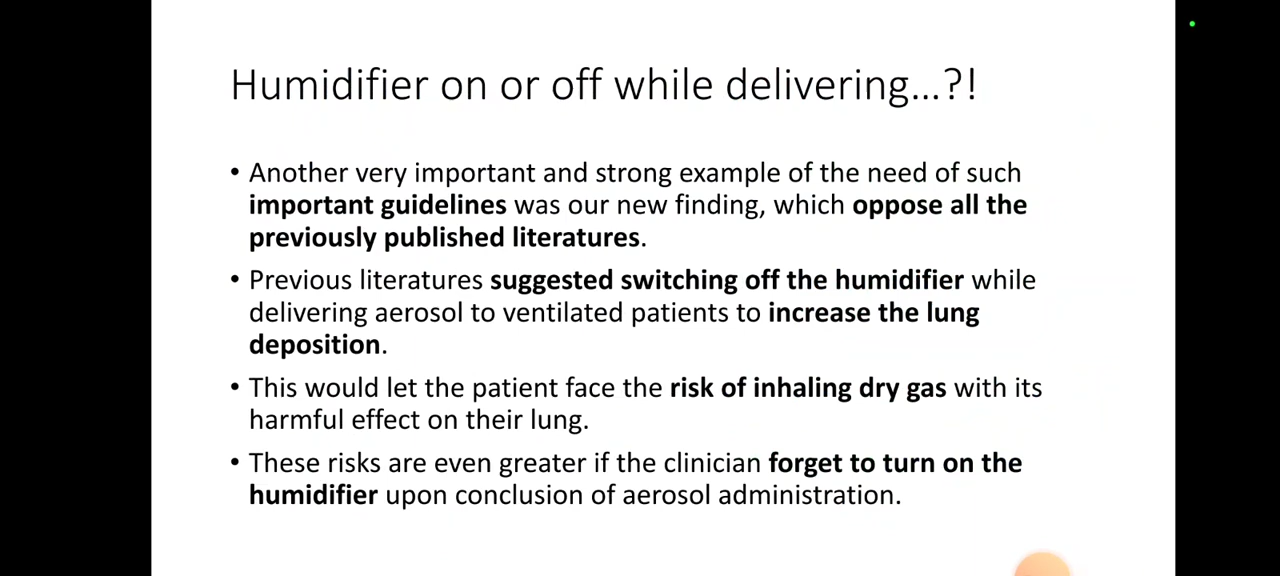 Humidifier on or off while delivering...?!
• Another very important and strong example of the need of such
important guidelines was our new finding, which oppose all the
previously published literatures.
• Previous literatures suggested switching off the humidifier while
delivering aerosol to ventilated patients to increase the lung
deposition.
• This would let the patient face the risk of inhaling dry gas with its
harmful effect on their lung.
• These risks are even greater if the clinician forget to turn on the
humidifier upon conclusion of aerosol administration.